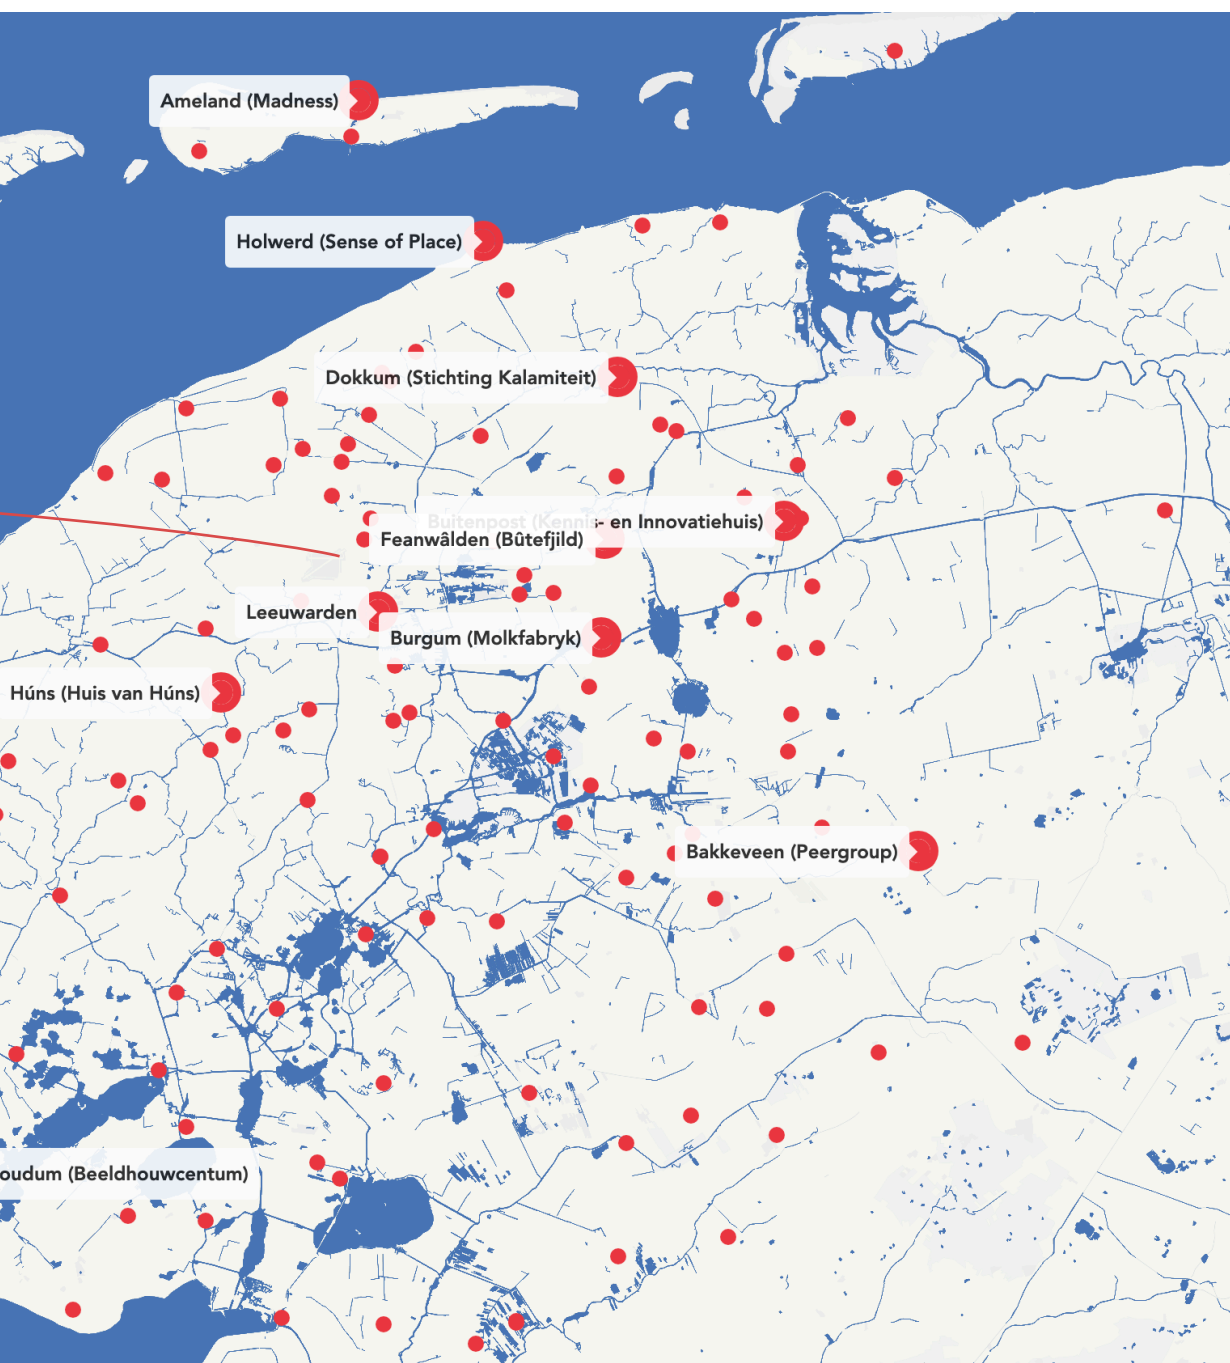 Ameland (Madness)
Holwerd (Sense of Place)
Dokkum (Stichting Kalamiteit)
Buitenpost (Kennis- en Innovatiehuis)
Feanwâlden (Bûtefjild)
Leeuwarden
Burgum (Molkfabryk)
Húns (Huis van Húns)
Bakkeveen (Peergroup)
oudum (Beeldhouwcentum)